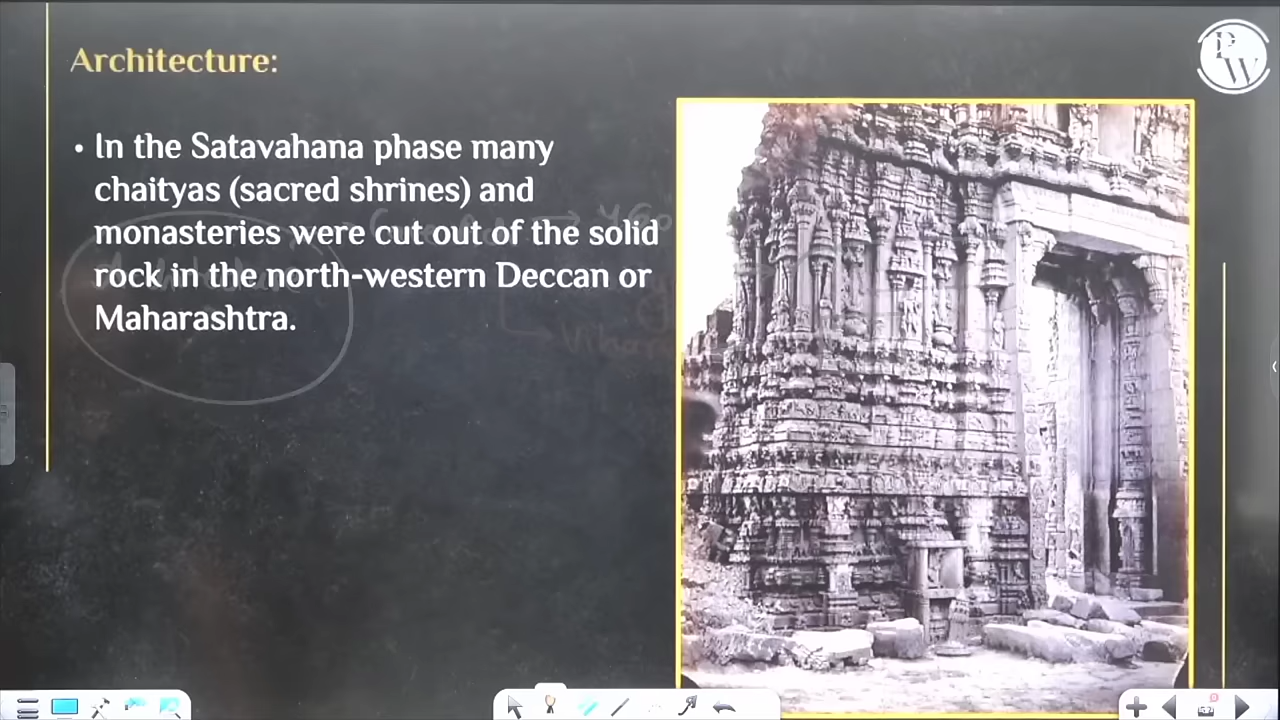 Architecture:
PW
• In the Satavahana phase many
chaityas (sacred shrines) and
monasteries were cut out of the solid
rock in the north-western Deccan or
Maharashtra.